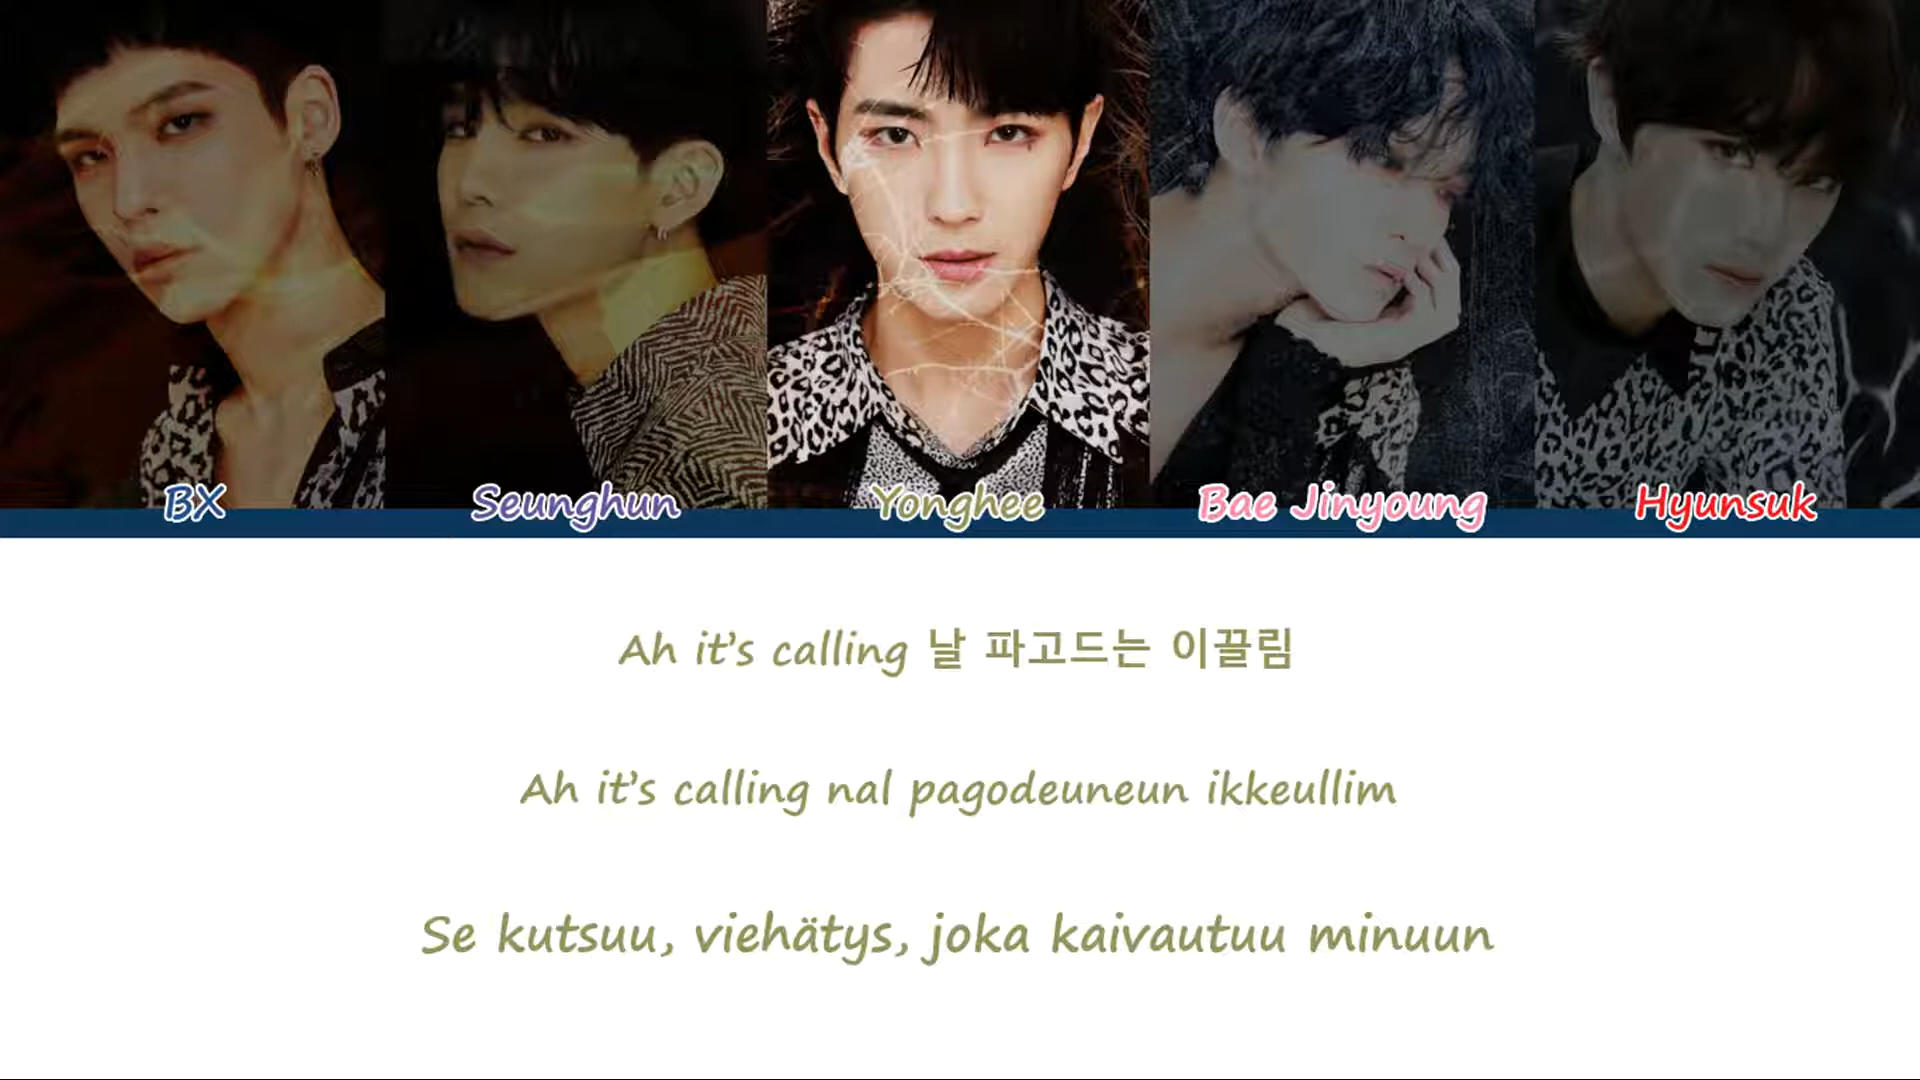 BX Seunghun Yonghee Bae Jinyoung Hyunsuk
Ah it's calling 날 파고드는 이끌림
Ah it's calling nal pagodeuneun ikkeullim
Se kutsuu, viehätys, joka kaivautuu minuun